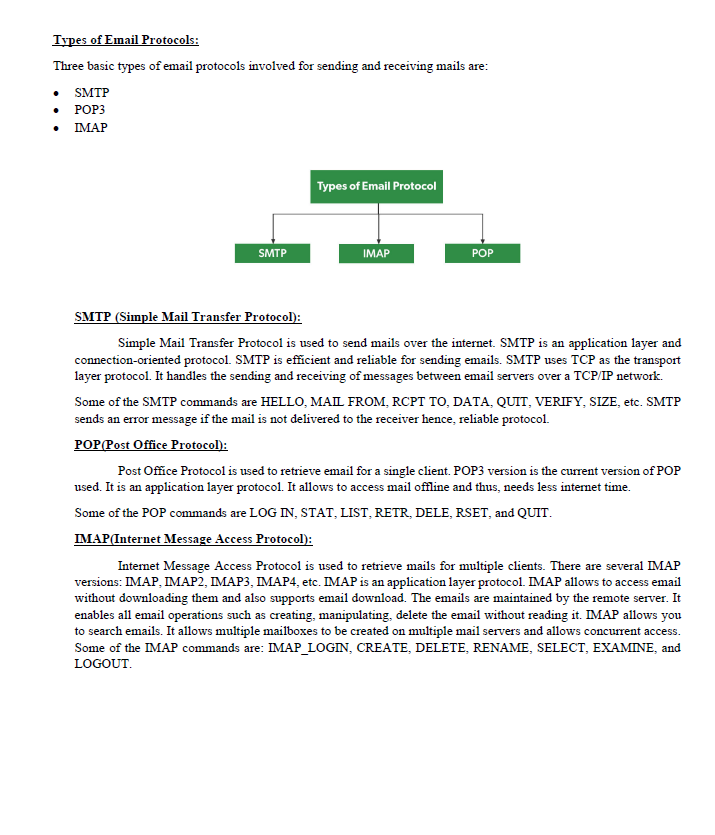 Types of Email Protocols:
Three basic types of email protocols involved for sending and receiving mails are:
• SMTP
• POP3
• IMAP
Types of Email Protocol
SMTP IMAP POP
SMTP (Simple Mail Transfer Protocol):
Simple Mail Transfer Protocol is used to send mails over the internet. SMTP is an application layer and
connection-oriented protocol. SMTP is efficient and reliable for sending emails. SMTP uses TCP as the transport
layer protocol. It handles the sending and receiving of messages between email servers over a TCP/IP network.
Some of the SMTP commands are HELLO, MAIL FROM, RCPT TO, DATA, QUIT, VERIFY, SIZE, etc. SMTP
sends an error message if the mail is not delivered to the receiver hence, reliable protocol.
POP(Post Office Protocol):
Post Office Protocol is used to retrieve email for a single client. POP3 version is the current version of POP
used. It is an application layer protocol. It allows to access mail offline and thus, needs less internet time.
Some of the POP commands are LOG IN, STAT, LIST, RETR, DELE, RSET, and QUIT.
IMAP(Internet Message Access Protocol):
Internet Message Access Protocol is used to retrieve mails for multiple clients. There are several IMAP
versions: IMAP, IMAP2, IMAP3, IMAP4, etc. IMAP is an application layer protocol. IMAP allows to access email
without downloading them and also supports email download. The emails are maintained by the remote server. It
enables all email operations such as creating, manipulating, delete the email without reading it. IMAP allows you
to search emails. It allows multiple mailboxes to be created on multiple mail servers and allows concurrent access.
Some of the IMAP commands are: IMAP_LOGIN, CREATE, DELETE, RENAME, SELECT, EXAMINE, and
LOGOUT.